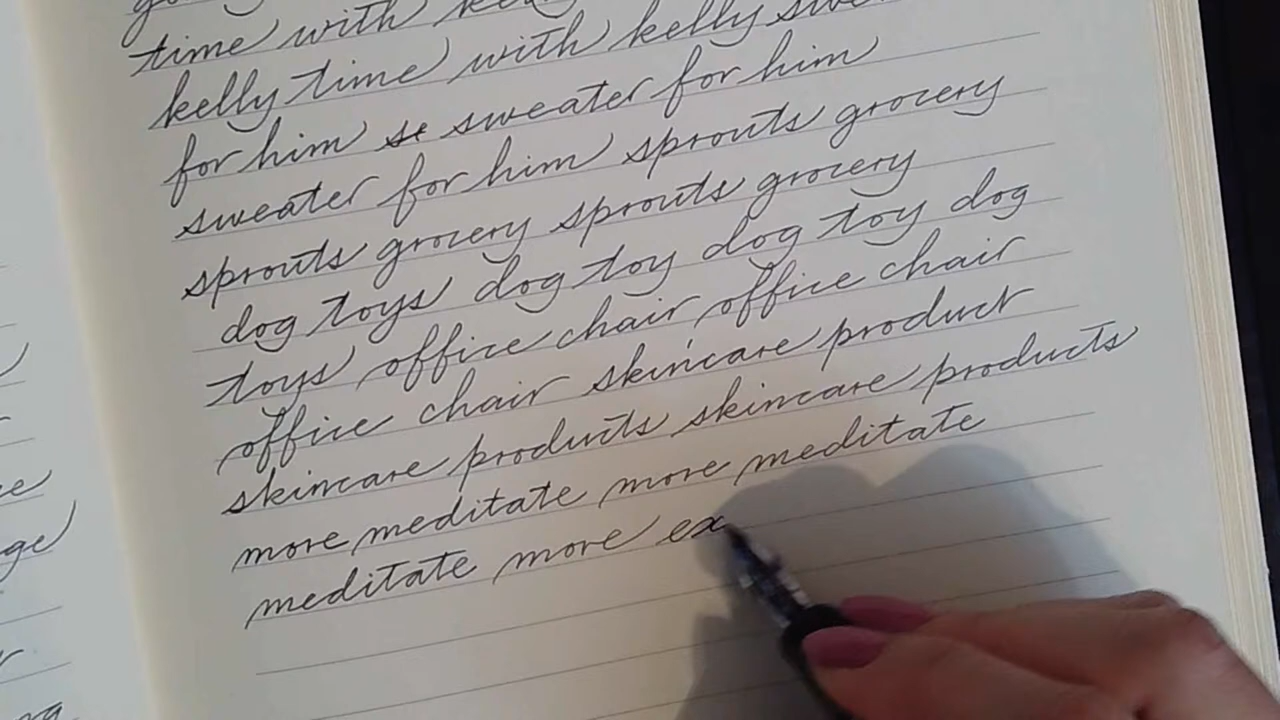 time with
kelly time with kelly
for him se sweater for him
sweater for him sprouts grocery
sprouts grocery sprouts grocery
dog toys dog toy dog toy dog
toys office chair office chair
office chair skincare product
skincare products skincare products
more meditate more meditate
meditate more ex